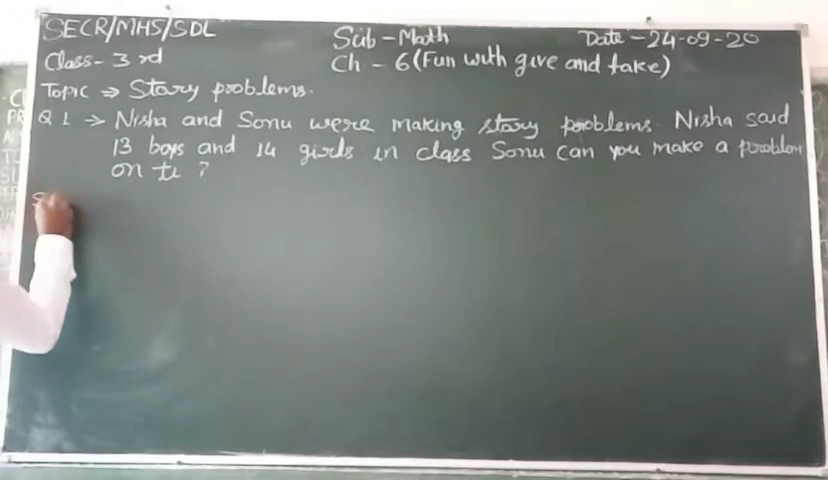 SECR/MHS/SDL
Sub - Math
Date - 24-09-20
Class - 3 rd
Ch - 6 (Fun with give and take)
Topic ⇒ Story problems.
Q 1 → Nisha and Sonu were making story problems. Nisha said
13 boys and 14 girls in class Sonu can you make a problem
on it ?